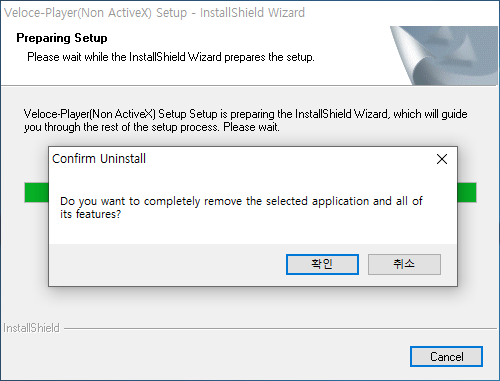 Veloce-Player(Non ActiveX) Setup - InstallShield Wizard
Preparing Setup
Please wait while the InstallShield Wizard prepares the setup.
Veloce-Player(Non ActiveX) Setup Setup is preparing the InstallShield Wizard, which will guide
you through the rest of the setup process. Please wait.
Confirm Uninstall
Do you want to completely remove the selected application and all of
its features?
확인
취소
InstallShield
Cancel